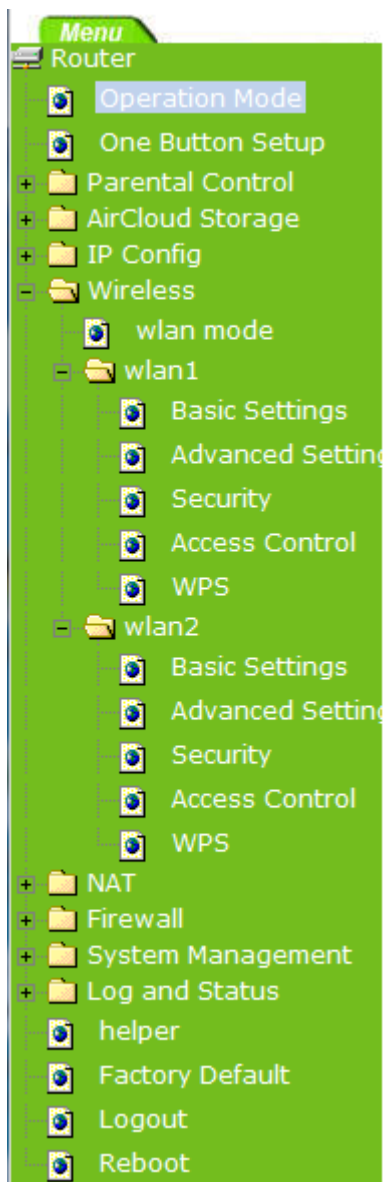 Menu
Router
Operation Mode
One Button Setup
Parental Control
AirCloud Storage
IP Config
Wireless
wlan mode
wlan1
Basic Settings
Advanced Setting
Security
Access Control
WPS
wlan2
Basic Settings
Advanced Setting
Security
Access Control
WPS
NAT
Firewall
System Management
Log and Status
helper
Factory Default
Logout
Reboot